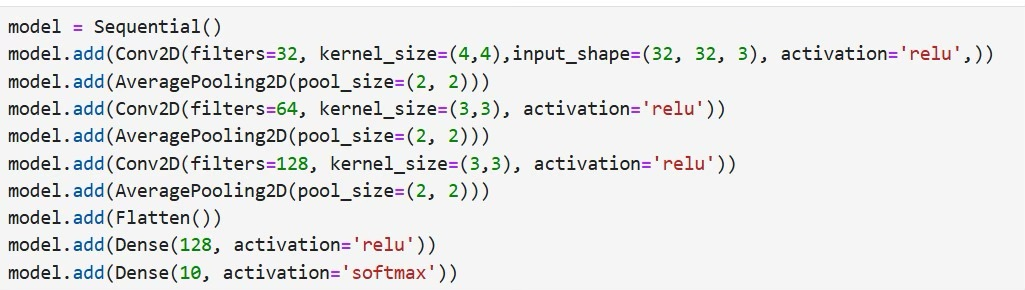 model = Sequential()
model.add(Conv2D(filters=32, kernel_size=(4,4),input_shape=(32, 32, 3), activation='relu',))
model.add(AveragePooling2D(pool_size=(2, 2)))
model.add(Conv2D(filters=64, kernel_size=(3,3), activation='relu'))
model.add(AveragePooling2D(pool_size=(2, 2)))
model.add(Conv2D(filters=128, kernel_size=(3,3), activation='relu'))
model.add(AveragePooling2D(pool_size=(2, 2)))
model.add(Flatten())
model.add(Dense(128, activation='relu'))
model.add(Dense(10, activation='softmax'))